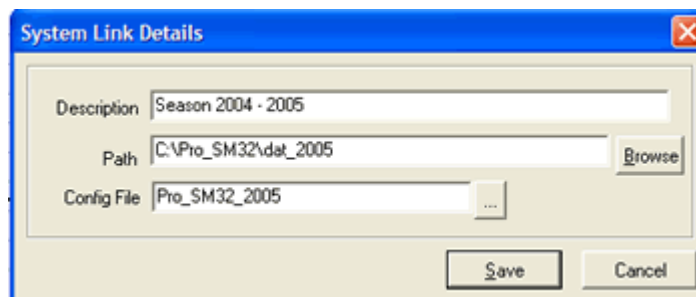 System Link Details
Description Season 2004 - 2005
Path C:\Pro_SM32\dat_2005 Browse
Config File Pro_SM32_2005 ...
Save Cancel